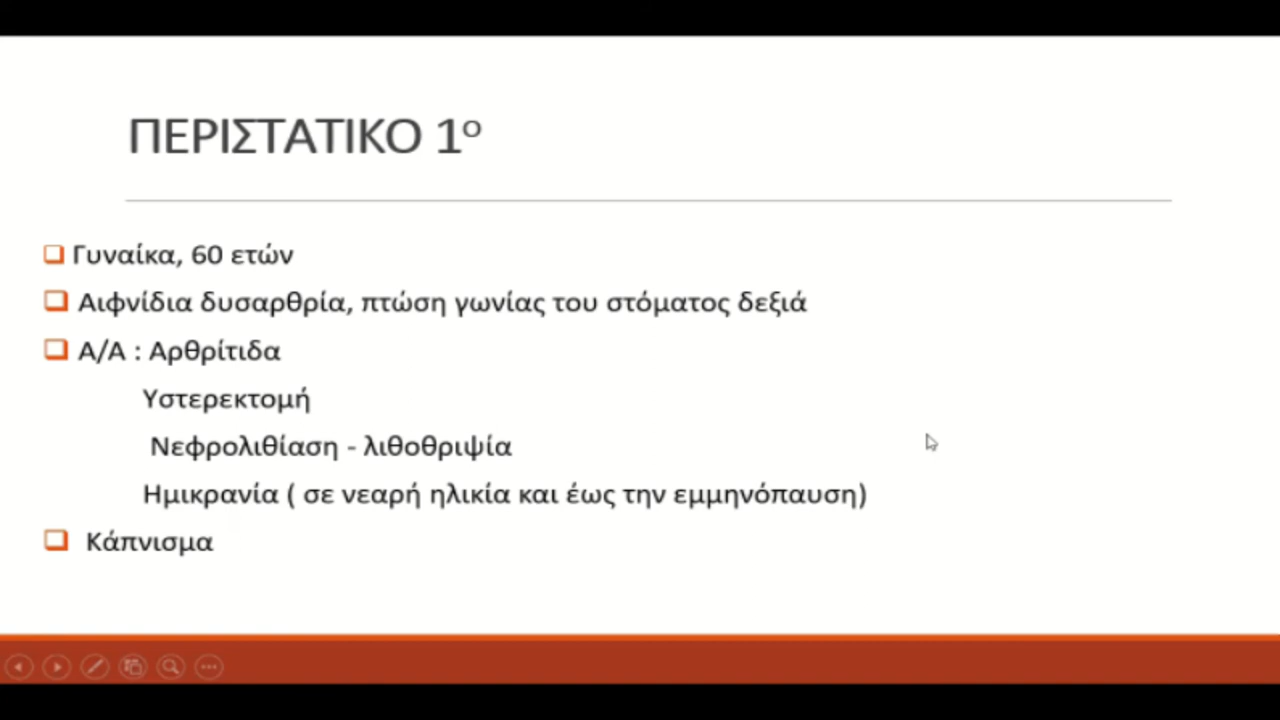 ΠΕΡΙΣΤΑΤΙΚΟ 1ο
Γυναίκα, 60 ετών
Αιφνίδια δυσαρθρία, πτώση γωνίας του στόματος δεξιά
Α/Α : Αρθρίτιδα
Υστερεκτομή
Νεφρολιθίαση - λιθοθριψία
Ημικρανία ( σε νεαρή ηλικία και έως την εμμηνόπαυση)
Κάπνισμα